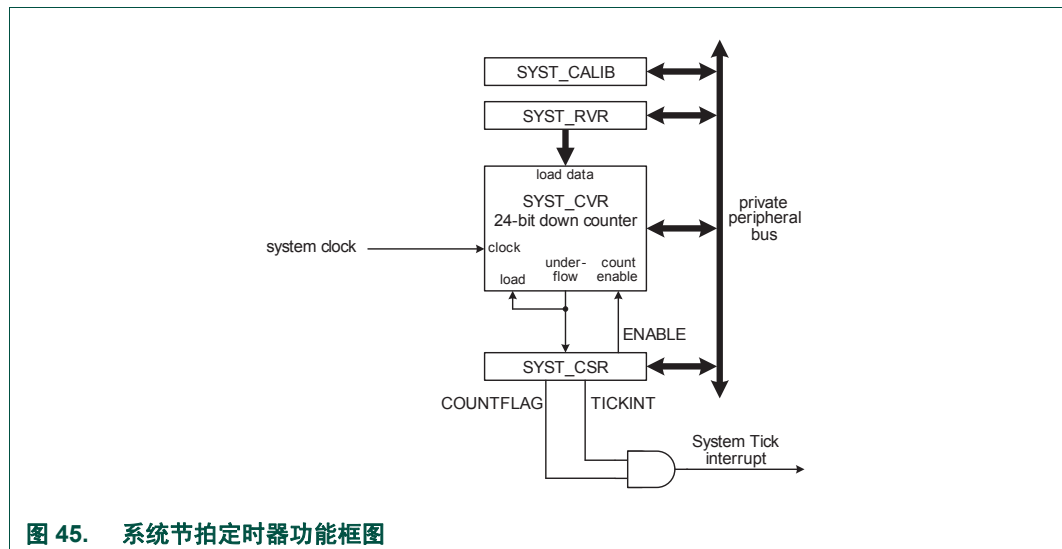 SYST_CALIB
SYST_RVR
load data
SYST_CVR
24-bit down counter
private
peripheral
bus
system clock
clock
under-
flow
count
enable
load
ENABLE
SYST_CSR
COUNTFLAG
TICKINT
System Tick
interrupt
图 45. 系统节拍定时器功能框图